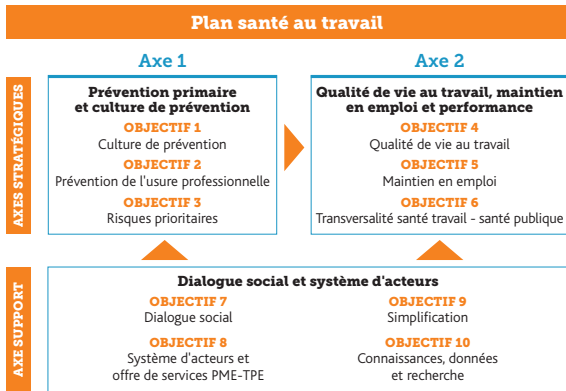 Plan santé au travail
Axe 1
Axe 2
AXES STRATÉGIQUES
Prévention primaire
et culture de prévention
OBJECTIF 1
Culture de prévention
OBJECTIF 2
Prévention de l'usure professionnelle
OBJECTIF 3
Risques prioritaires
Qualité de vie au travail, maintien
en emploi et performance
OBJECTIF 4
Qualité de vie au travail
OBJECTIF 5
Maintien en emploi
OBJECTIF 6
Transversalité santé travail - santé publique
AXE SUPPORT
Dialogue social et système d'acteurs
OBJECTIF 7
Dialogue social
OBJECTIF 8
Système d'acteurs et
offre de services PME-TPE
OBJECTIF 9
Simplification
OBJECTIF 10
Connaissances, données
et recherche